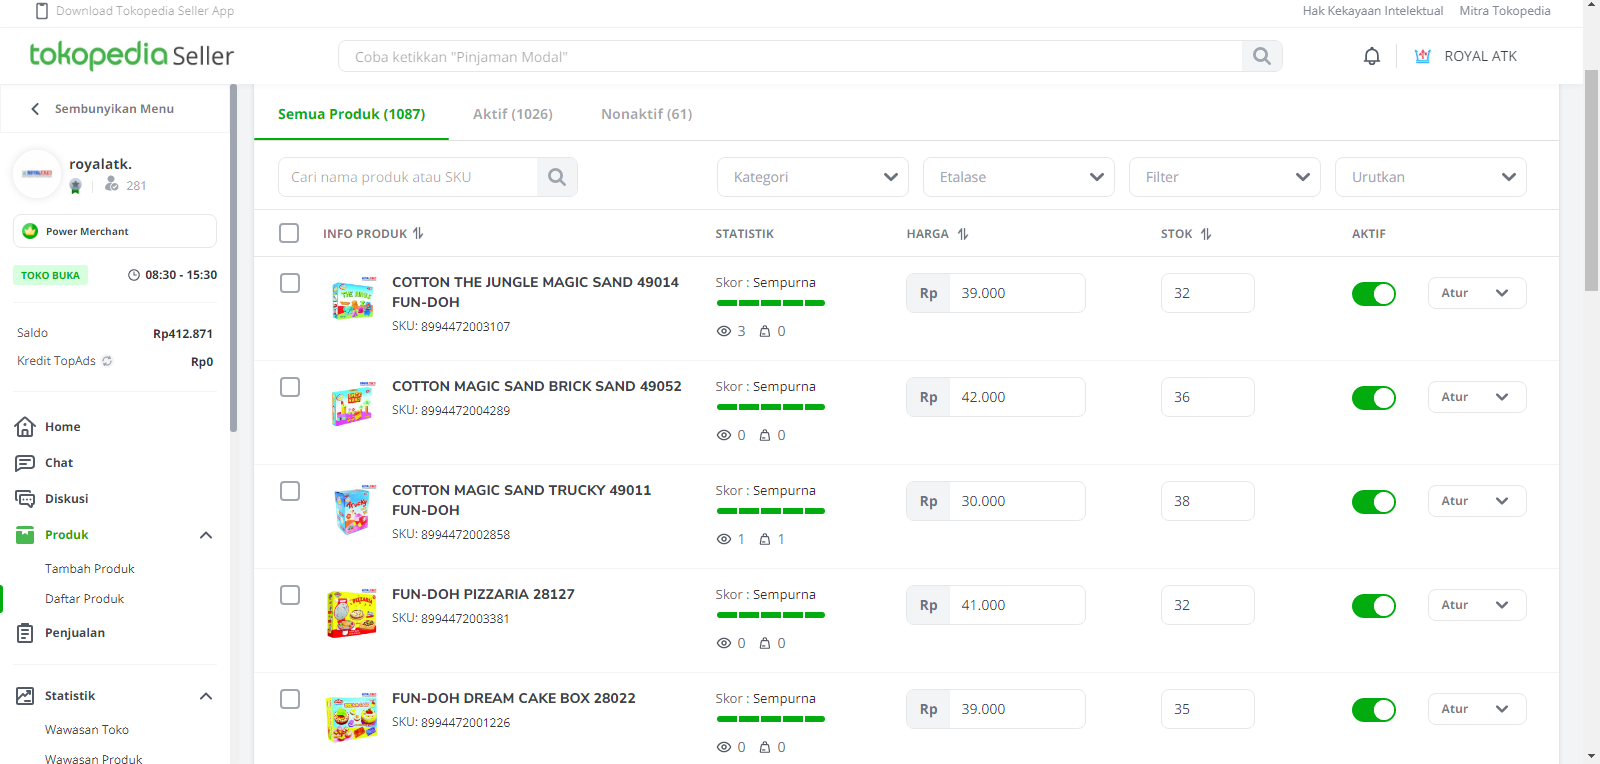 Download Tokopedia Seller App
Hak Kekayaan Intelektual
Mitra Tokopedia
tokopedia Seller
Coba ketikkan "Pinjaman Modal"
ROYAL ATK
Sembunyikan Menu
royalatk.
281
Power Merchant
TOKO BUKA
08:30 - 15:30
Saldo
Rp412.871
Kredit TopAds
Rp0
Home
Chat
Diskusi
Produk
Tambah Produk
Daftar Produk
Penjualan
Statistik
Wawasan Toko
Wawasan Produk
Semua Produk (1087)
Aktif (1026)
Nonaktif (61)
Cari nama produk atau SKU
Kategori
Etalase
Filter
Urutkan
INFO PRODUK
STATISTIK
HARGA
STOK
AKTIF
COTTON THE JUNGLE MAGIC SAND 49014
FUN-DOH
SKU: 8994472003107
Skor : Sempurna
3 0
Rp 39.000
32
Atur
COTTON MAGIC SAND BRICK SAND 49052
SKU: 8994472004289
Skor : Sempurna
0 0
Rp 42.000
36
Atur
COTTON MAGIC SAND TRUCKY 49011
FUN-DOH
SKU: 8994472002858
Skor : Sempurna
1 1
Rp 30.000
38
Atur
FUN-DOH PIZZARIA 28127
SKU: 8994472003381
Skor : Sempurna
0 0
Rp 41.000
32
Atur
FUN-DOH DREAM CAKE BOX 28022
SKU: 8994472001226
Skor : Sempurna
0 0
Rp 39.000
35
Atur